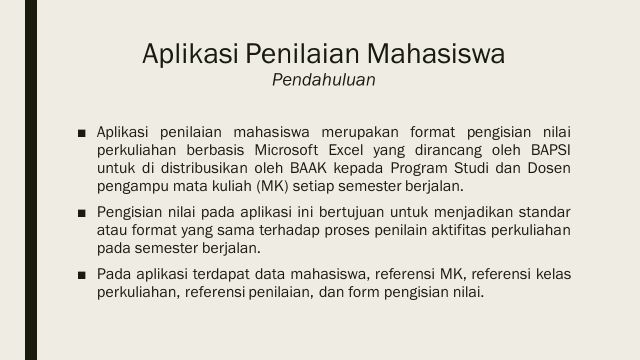 Aplikasi Penilaian Mahasiswa
Pendahuluan
■ Aplikasi penilaian mahasiswa merupakan format pengisian nilai
perkuliahan berbasis Microsoft Excel yang dirancang oleh BAPSI
untuk di distribusikan oleh BAAK kepada Program Studi dan Dosen
pengampu mata kuliah (MK) setiap semester berjalan.
■ Pengisian nilai pada aplikasi ini bertujuan untuk menjadikan standar
atau format yang sama terhadap proses penilain aktifitas perkuliahan
pada semester berjalan.
■ Pada aplikasi terdapat data mahasiswa, referensi MK, referensi kelas
perkuliahan, referensi penilaian, dan form pengisian nilai.